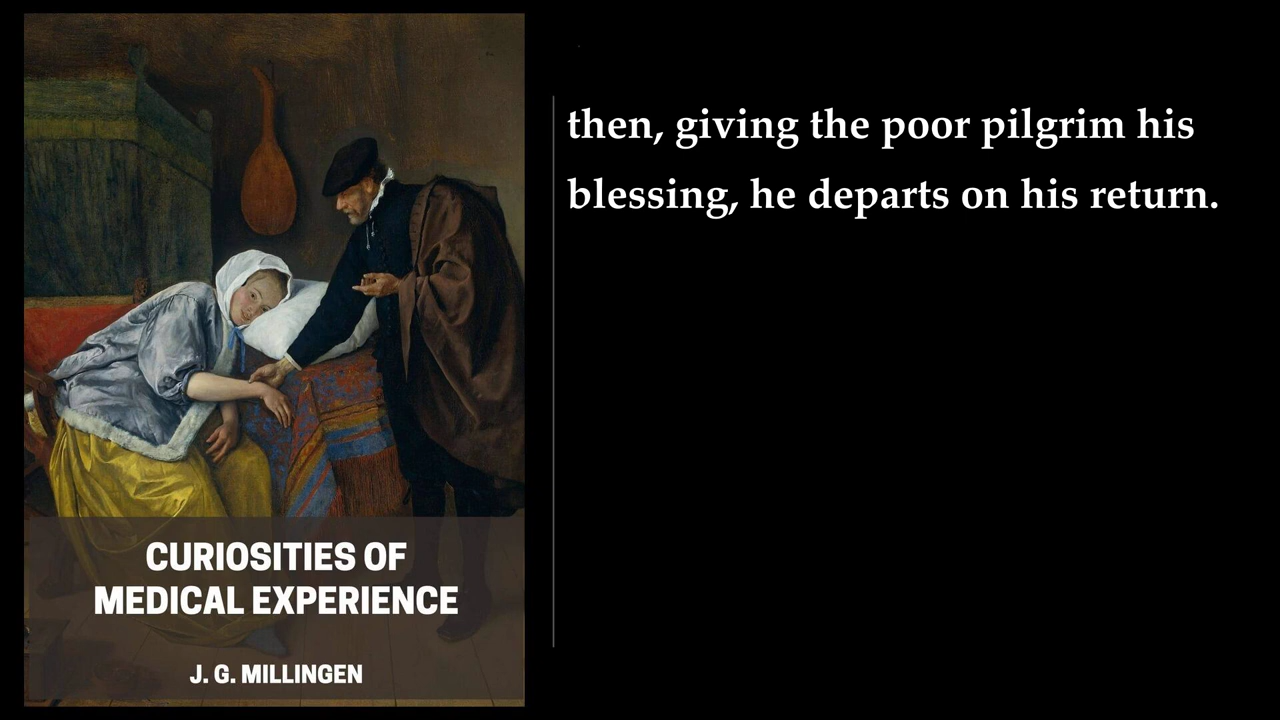 then, giving the poor pilgrim his
blessing, he departs on his return.
CURIOSITIES OF
MEDICAL EXPERIENCE
J. G. MILLINGEN